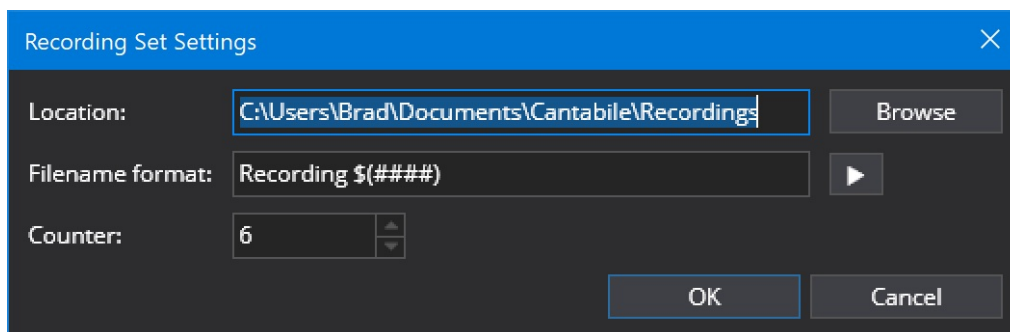 Recording Set Settings
Location: C:\Users\Brad\Documents\Cantabile\Recordings Browse
Filename format: Recording $(####)
Counter: 6
OK Cancel